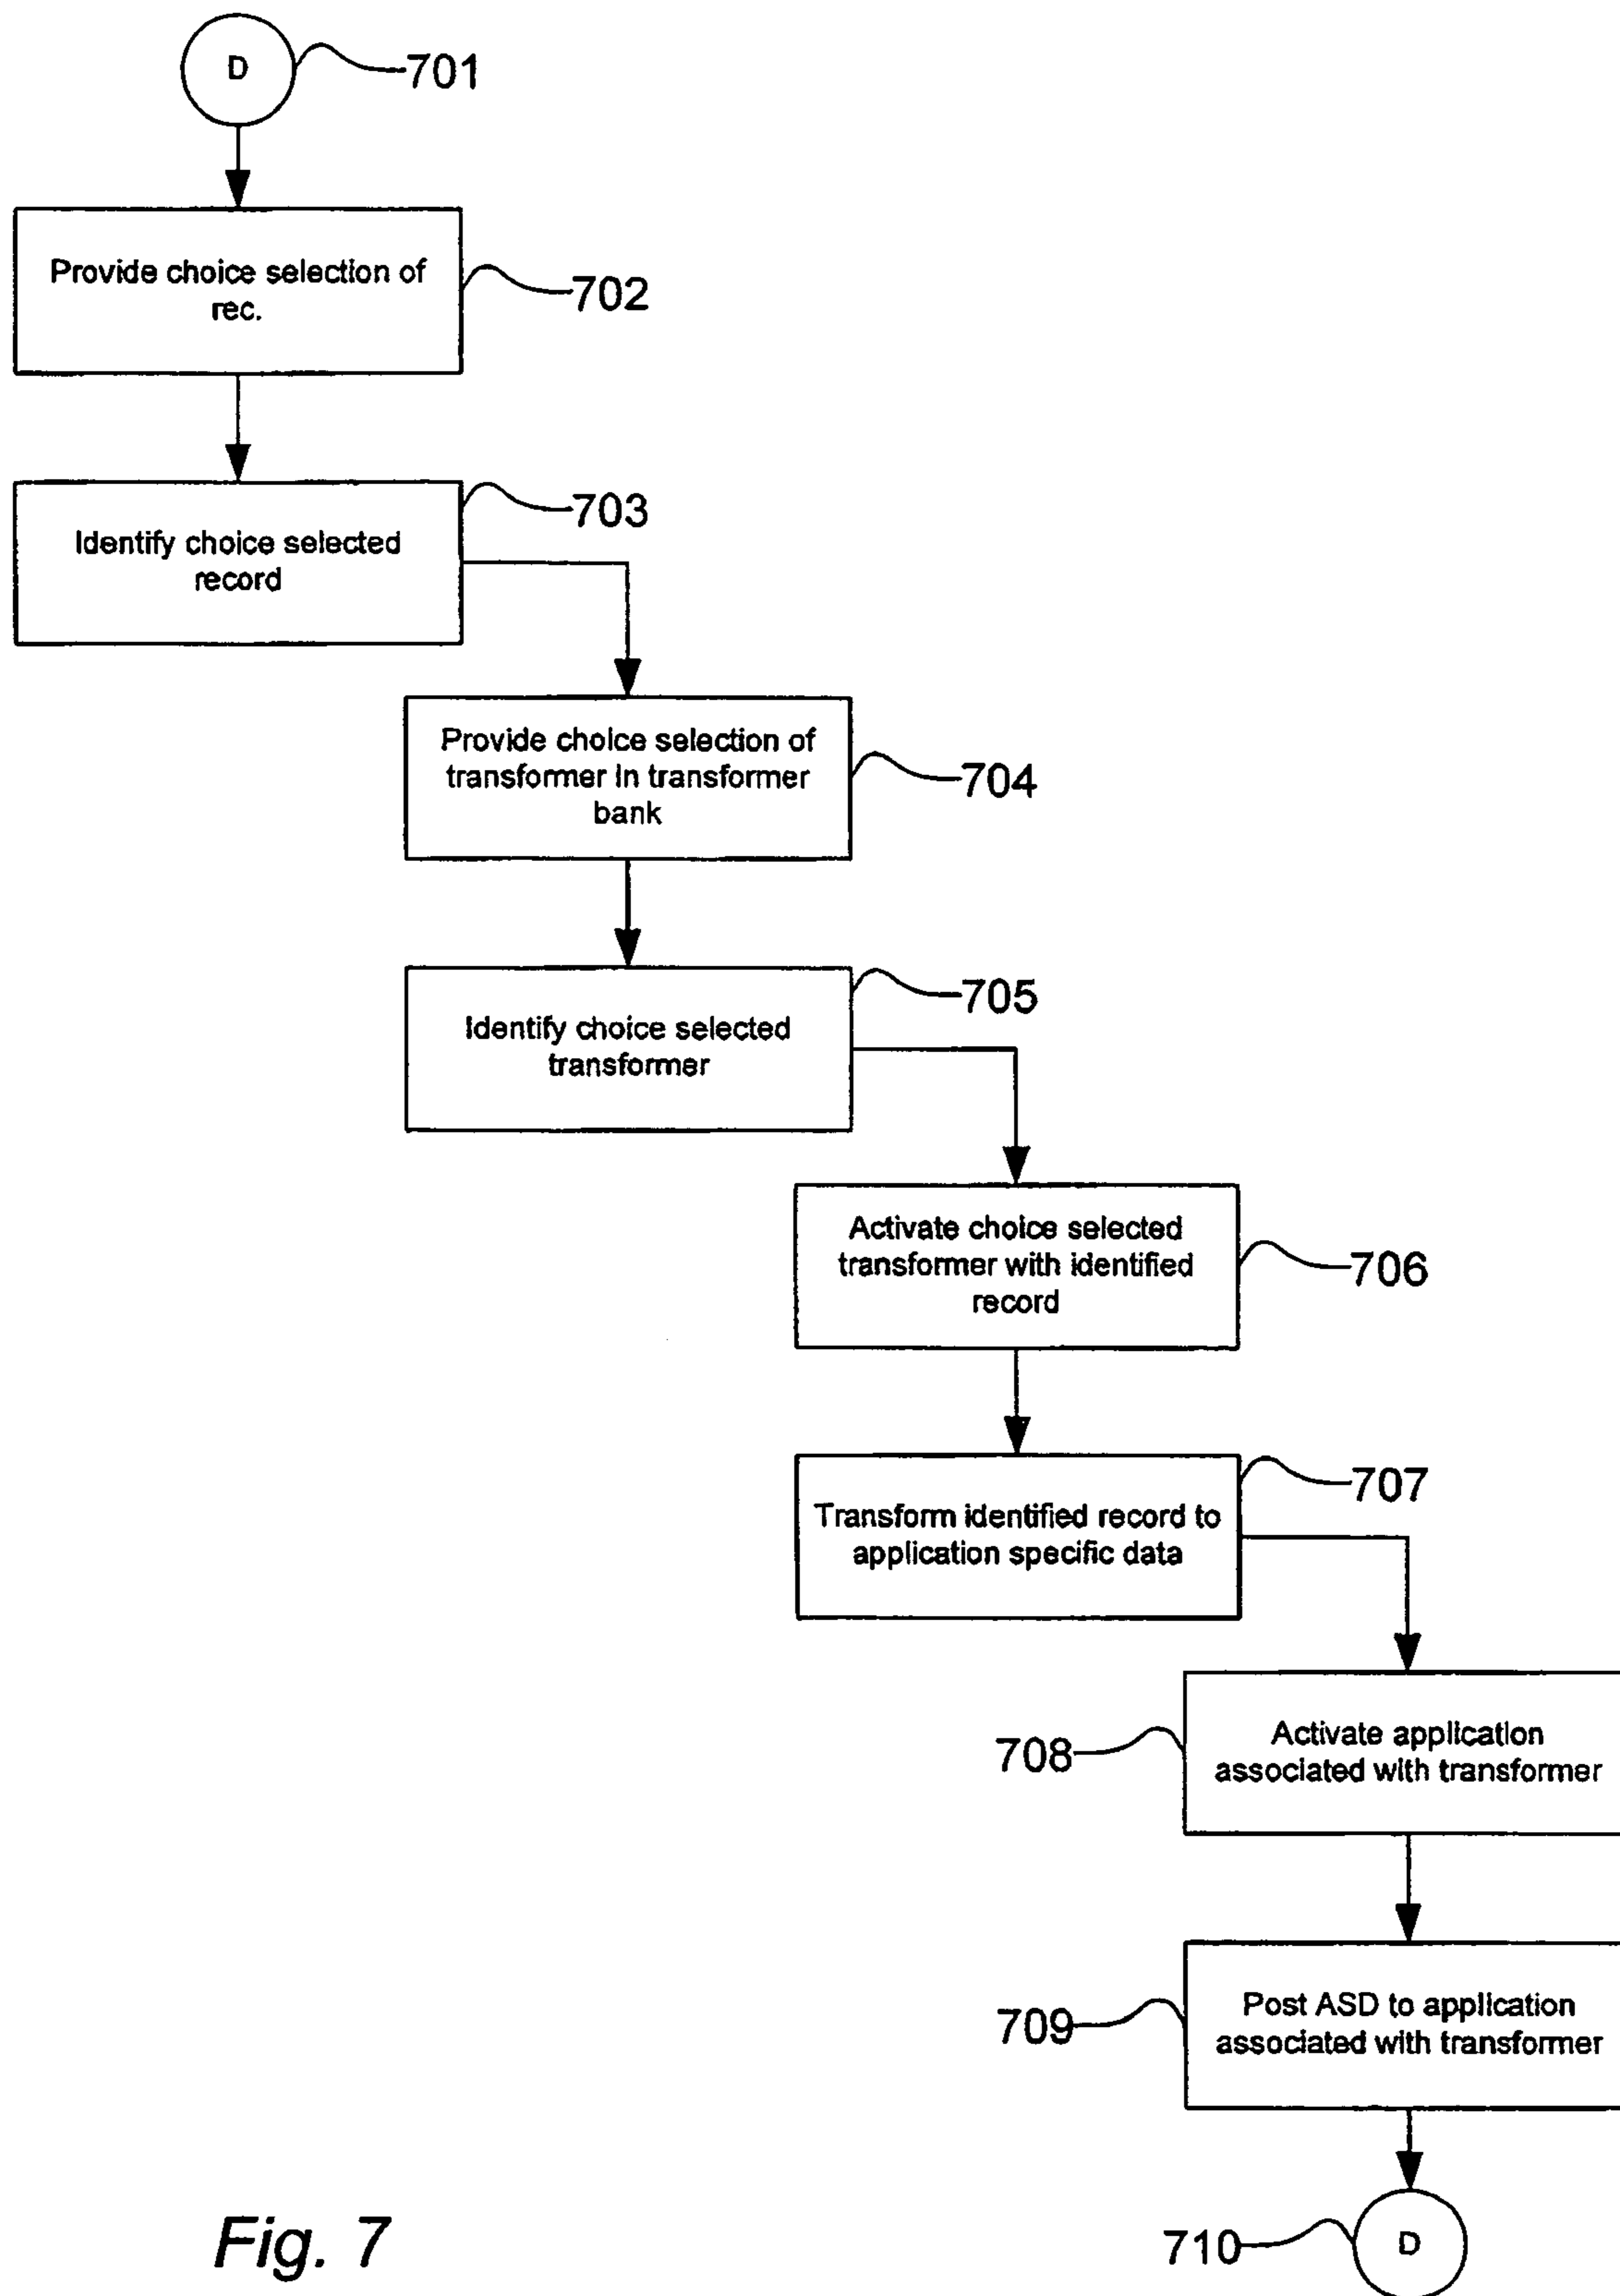 D
701
Provide choice selection of
rec.
702
Identify choice selected
record
703
Provide choice selection of
transformer in transformer
bank
704
Identify choice selected
transformer
705
Activate choice selected
transformer with identified
record
706
Transform identified record to
application specific data
707
708
Activate application
associated with transformer
709
Post ASD to application
associated with transformer
710
D
Fig. 7